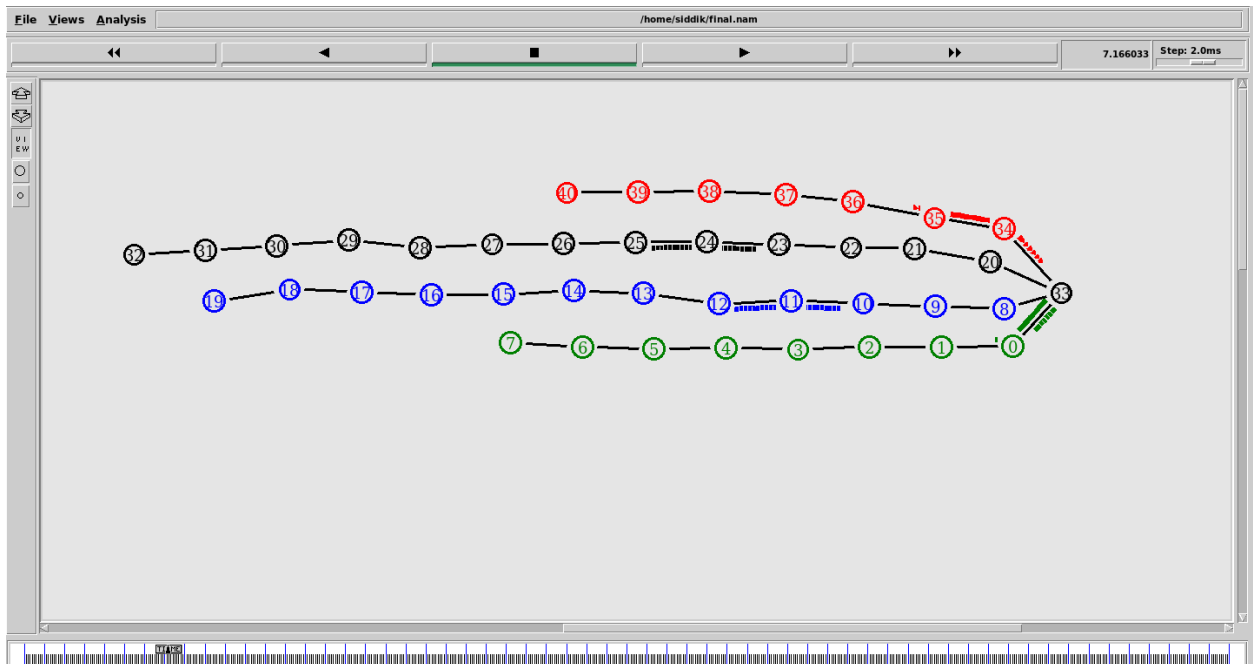 File Views Analysis /home/siddik/final.nam
7.166033 Step: 2.0ms
V I
E W
40 39 38 37 36 35 34
32 31 30 29 28 27 26 25 24 23 22 21 20
33
19 18 17 16 15 14 13 12 11 10 9 8
7 6 5 4 3 2 1 0
TIME